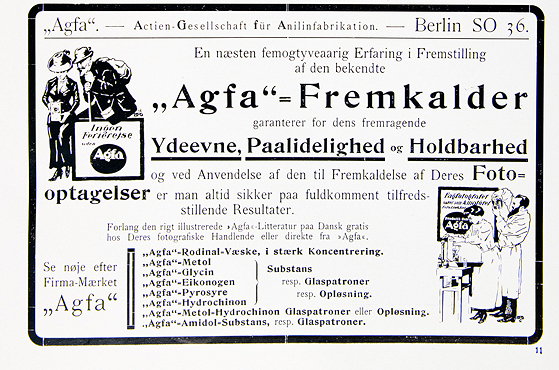 „Agfa“. — Actien-Gesellschaft für Anilinfabrikation. — Berlin SO 36.
En næsten femogtyveaarig Erfaring i Fremstilling
af den bekendte
„Agfa“=Fremkalder
garanterer for dens fremragende
Ydeevne, Paalidelighed og Holdbarhed
og ved Anvendelse af den til Fremkaldelse af Deres Foto=
optagelser er man altid sikker paa fuldkomment tilfreds-
stillende Resultater.
Forlang den rigt illustrerede »Agfa«-Litteratur paa Dansk gratis
hos Deres fotografiske Handlende eller direkte fra »Agfa«.
Ingen
Feriereise
uden
Agfa
Se nøje efter
Firma-Mærket
„Agfa“
„Agfa“-Rodinal-Væske, i stærk Koncentrering.
„Agfa“-Metol
„Agfa“-Glycin
„Agfa“-Eikonogen
„Agfa“-Pyrosyre
„Agfa“-Hydrochinon
Substans
resp. Glaspatroner
resp. Opløsning.
„Agfa“-Metol-Hydrochinon Glaspatroner eller Opløsning.
„Agfa“-Amidol-Substans, resp. Glaspatroner.
Fagfotografer
Agfa
11